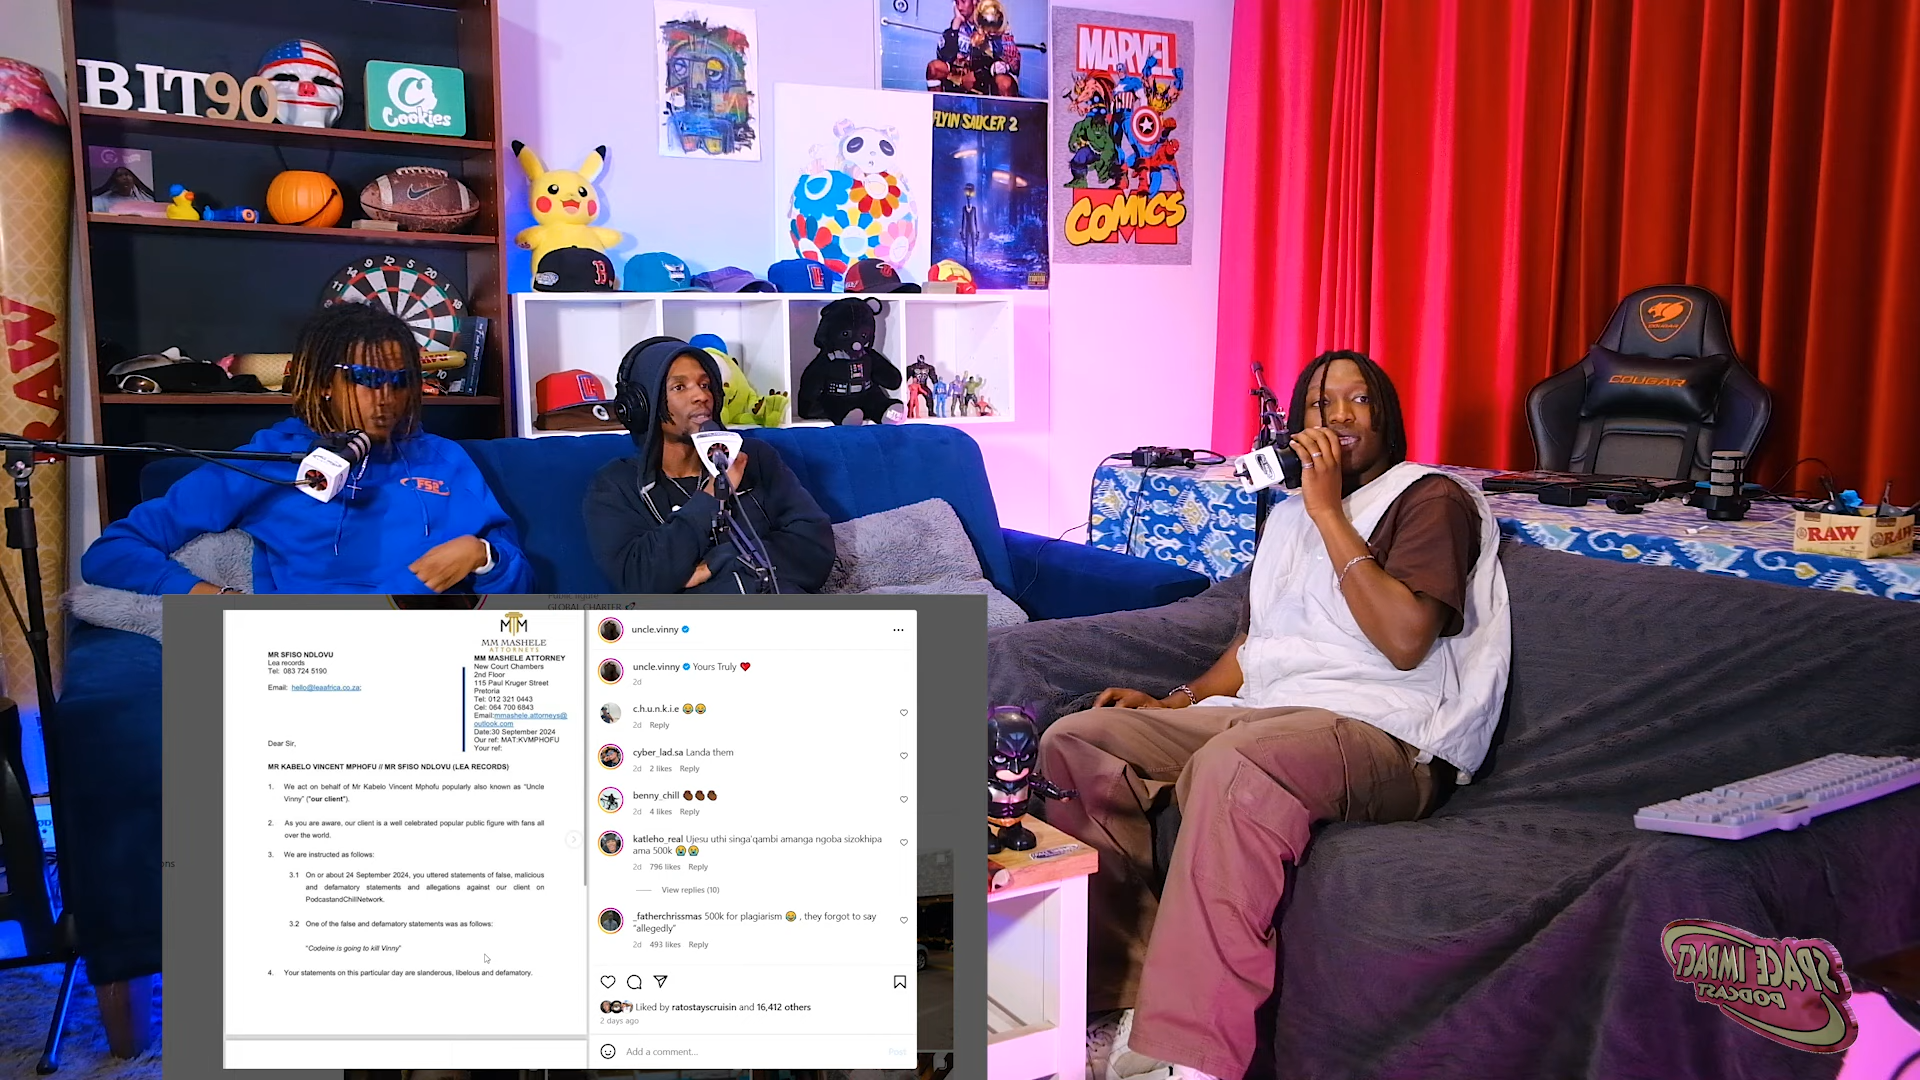 BIT90
Cookies
FLYIN SAUCER 2
MARVEL
COMICS
RAW
COUGAR
COUGAR
RAW
RAW
SPACE IMPACT
PODCAST
Public figure
GLOBAL CHARTER
MM
MM MASHELE
ATTORNEYS
MR SFISO NDLOVU
Lea records
Tel: 083 724 5190
Email: hello@leaafrica.co.za;
MM MASHELE ATTORNEY
New Court Chambers
2nd Floor
115 Paul Kruger Street
Pretoria
Tel: 012 321 0443
Cel: 064 700 6843
Email:mmashele.attorneys@
outlook.com
Date:30 September 2024
Our ref: MAT:KVMPHOFU
Your ref:
Dear Sir,
MR KABELO VINCENT MPHOFU // MR SFISO NDLOVU (LEA RECORDS)
1. We act on behalf of Mr Kabelo Vincent Mphofu popularly also known as "Uncle
Vinny" ("our client").
2. As you are aware, our client is a well celebrated popular public figure with fans all
over the world.
3. We are instructed as follows:
3.1 On or about 24 September 2024, you uttered statements of false, malicious
and defamatory statements and allegations against our client on
PodcastandChillNetwork.
3.2 One of the false and defamatory statements was as follows:
"Codeine is going to kill Vinny"
4. Your statements on this particular day are slanderous, libelous and defamatory.
uncle.vinny
uncle.vinny Yours Truly ❤️
2d
c.h.u.n.k.i.e 😂😂
2d Reply
cyber_lad.sa Landa them
2d 2 likes Reply
benny_chill ✊🏿✊🏿✊🏿
2d 4 likes Reply
katleho_real Ujesu uthi singa'qambi amanga ngoba sizokhipa
ama 500k 😭😭
2d 796 likes Reply
View replies (10)
_fatherchrissmas 500k for plagiarism 😂 , they forgot to say
"allegedly"
2d 493 likes Reply
Liked by ratostayscruisin and 16,412 others
2 days ago
Add a comment...
Post